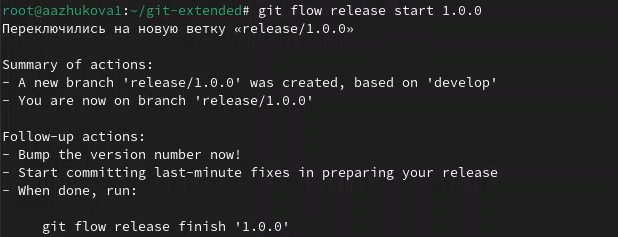 root@aazhukova1:~/git-extended# git flow release start 1.0.0
Переключились на новую ветку «release/1.0.0»
Summary of actions:
- A new branch 'release/1.0.0' was created, based on 'develop'
- You are now on branch 'release/1.0.0'
Follow-up actions:
- Bump the version number now!
- Start committing last-minute fixes in preparing your release
- When done, run:
git flow release finish '1.0.0'